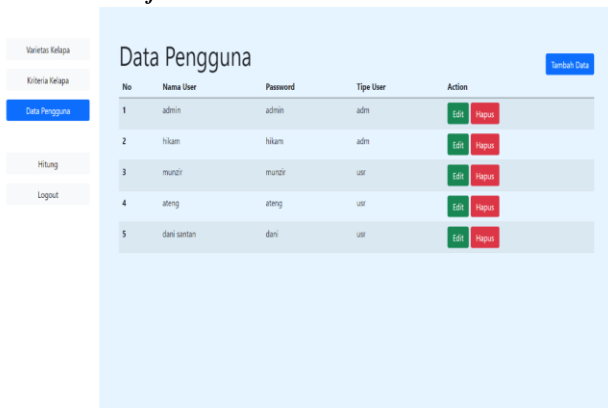 Varietas Kelapa
Kriteria Kelapa
Data Pengguna
Hitung
Logout
Data Pengguna
Tambah Data
No Nama User Password Tipe User Action
1 admin admin adm Edit Hapus
2 hikam hikam adm Edit Hapus
3 munzir munzir usr Edit Hapus
4 ateng ateng usr Edit Hapus
5 dani santan dani usr Edit Hapus